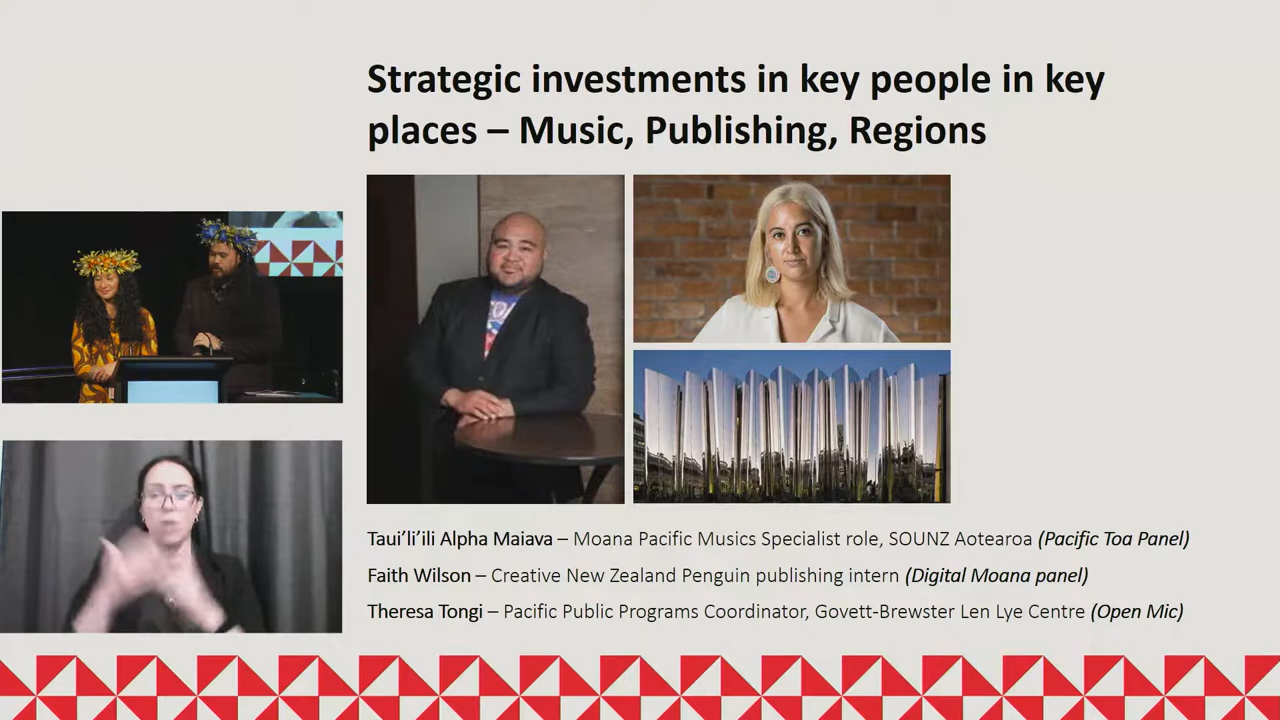 Strategic investments in key people in key
places – Music, Publishing, Regions
Taui’li’ili Alpha Maiava – Moana Pacific Musics Specialist role, SOUNZ Aotearoa (Pacific Toa Panel)
Faith Wilson – Creative New Zealand Penguin publishing intern (Digital Moana panel)
Theresa Tongi – Pacific Public Programs Coordinator, Govett-Brewster Len Lye Centre (Open Mic)